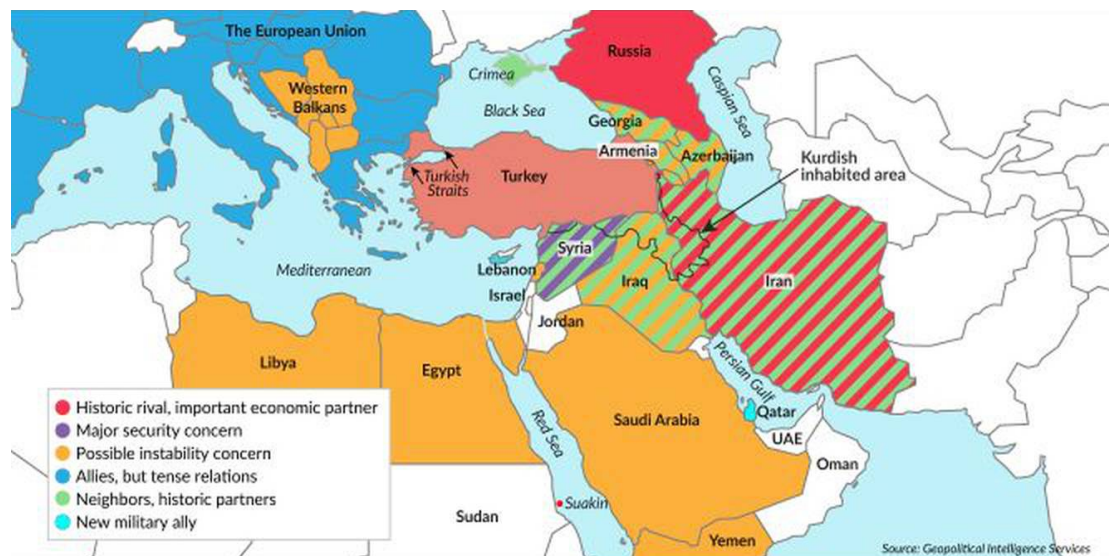 The European Union
Russia
Crimea
Western
Balkans
Black Sea
Caspian Sea
Georgia
Armenia
Azerbaijan
Kurdish
inhabited area
Turkish
Straits
Turkey
Syria
Mediterranean
Lebanon
Iraq
Iran
Israel
Jordan
Libya
Egypt
Persian Gulf
Saudi Arabia
Qatar
UAE
Red Sea
Oman
Suakin
Sudan
Yemen
Historic rival, important economic partner
Major security concern
Possible instability concern
Allies, but tense relations
Neighbors, historic partners
New military ally
Source: Geopolitical Intelligence Services